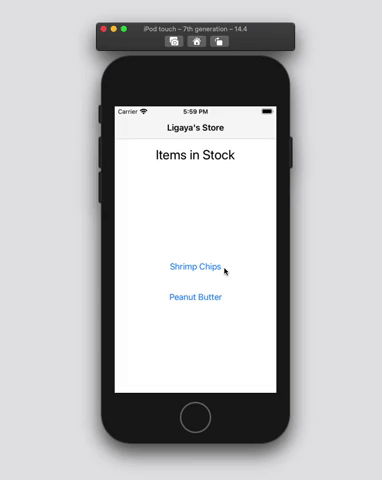 iPod touch – 7th generation – 14.4
Carrier 5:59 PM
Ligaya's Store
Items in Stock
Shrimp Chips
Peanut Butter